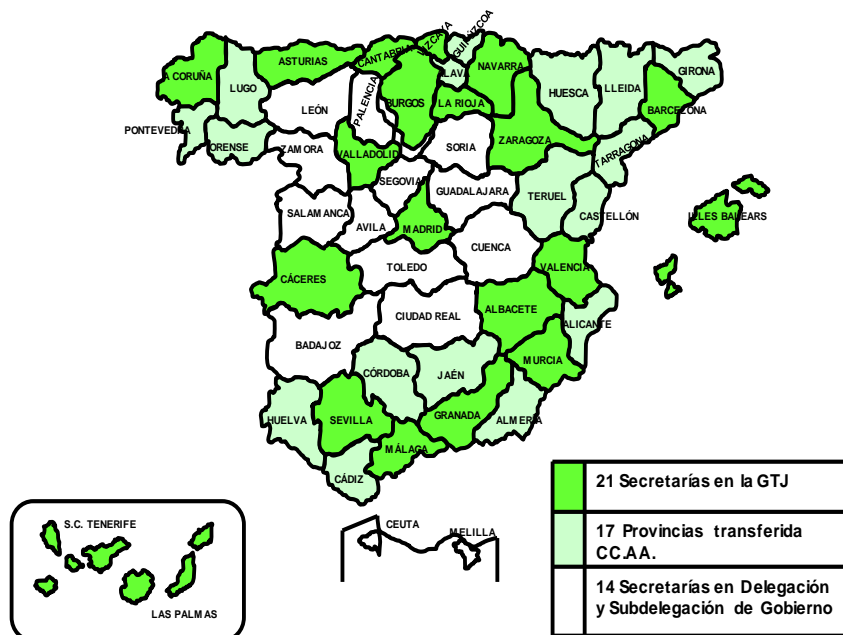 VIZCAYA
GUIPÚZCOA
CANTABRIA
ASTURIAS
A CORUÑA
LUGO
NAVARRA
ALAVA
GIRONA
LLEIDA
HUESCA
BURGOS
LA RIOJA
PALENCIA
LEÓN
BARCELONA
PONTEVEDRA
ORENSE
ZAMORA
VALLADOLID
SORIA
ZARAGOZA
TARRAGONA
SEGOVIA
GUADALAJARA
TERUEL
SALAMANCA
AVILA
MADRID
CASTELLÓN
ILLES BALEARS
CUENCA
TOLEDO
VALENCIA
CÁCERES
ALBACETE
CIUDAD REAL
ALICANTE
BADAJOZ
MURCIA
CÓRDOBA
JAÉN
HUELVA
SEVILLA
GRANADA
ALMERÍA
MÁLAGA
CÁDIZ
S.C. TENERIFE
LAS PALMAS
CEUTA
MELILLA
21 Secretarías en la GTJ
17 Provincias transferida
CC.AA.
14 Secretarías en Delegación
y Subdelegación de Gobierno